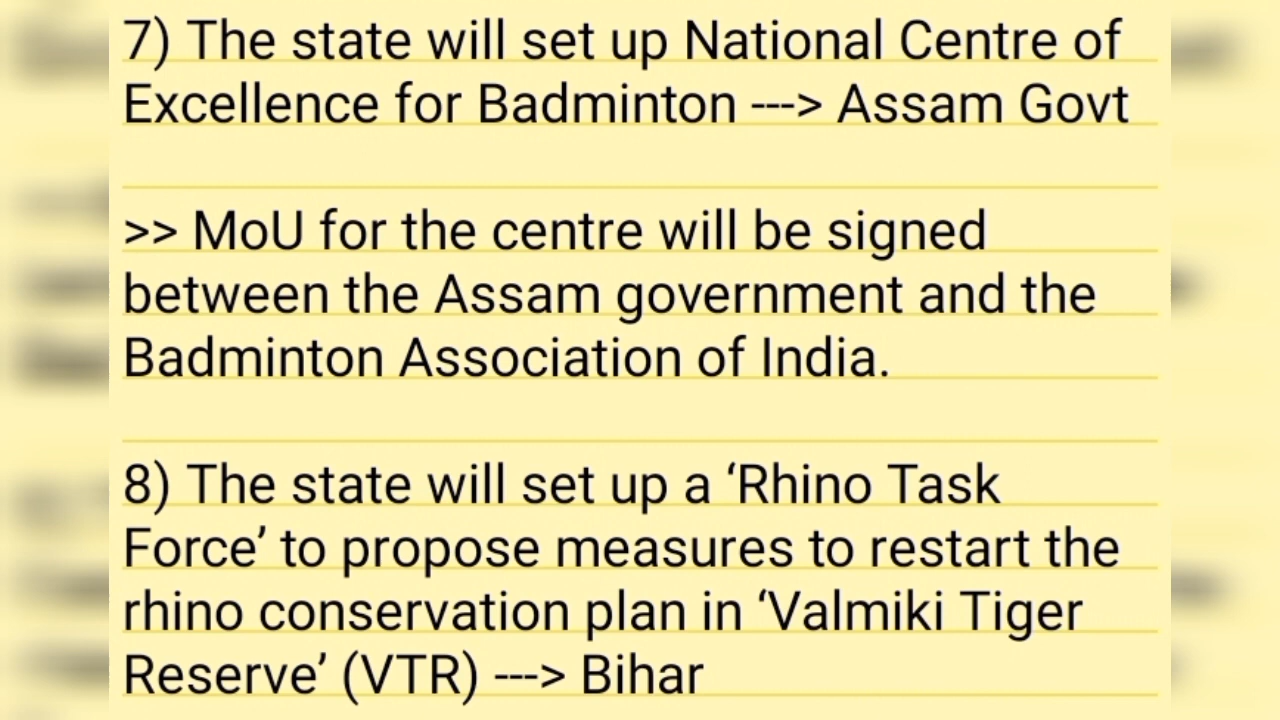 7) The state will set up National Centre of
Excellence for Badminton ---> Assam Govt
>> MoU for the centre will be signed
between the Assam government and the
Badminton Association of India.
8) The state will set up a ‘Rhino Task
Force’ to propose measures to restart the
rhino conservation plan in ‘Valmiki Tiger
Reserve’ (VTR) ---> Bihar